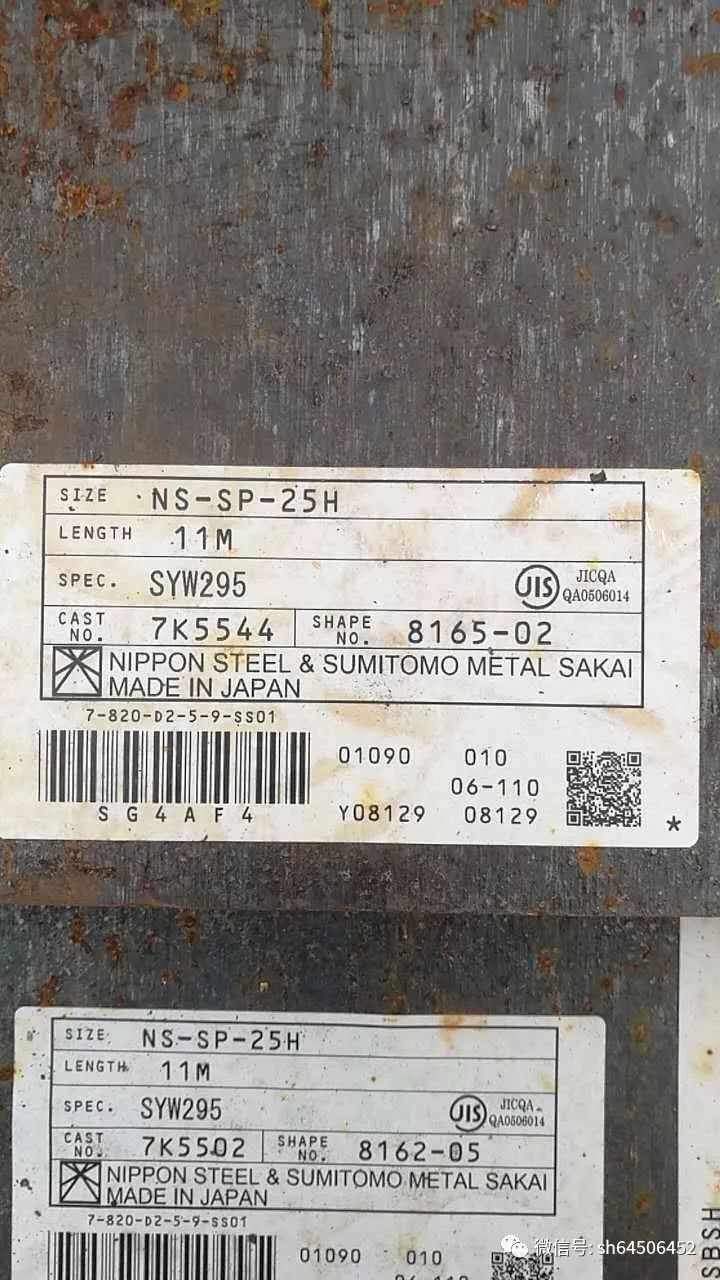 SIZE NS-SP-25H
LENGTH 11M
SPEC. SYW295 JIS JICQA QA0506014
CAST NO. 7K5544 SHAPE NO. 8165-02
NIPPON STEEL & SUMITOMO METAL SAKAI
MADE IN JAPAN
7-820-D2-5-9-SS01
01090 010
06-110
SG4AF4 Y08129 08129 *
SIZE NS-SP-25H
LENGTH 11M
SPEC. SYW295 JIS JICQA QA0506014
CAST NO. 7K5502 SHAPE NO. 8162-05
NIPPON STEEL & SUMITOMO METAL SAKAI
MADE IN JAPAN
7-820-D2-5-9-SS01
01090 010
SBSH
微信号: sh64506452